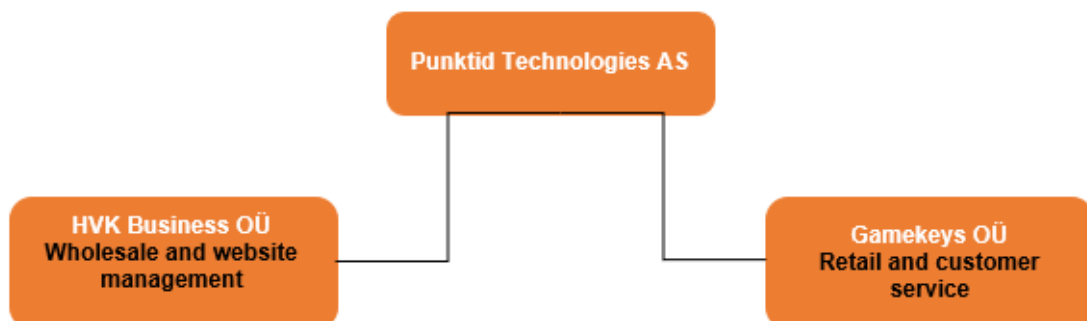 Punktid Technologies AS
HVK Business OÜ
Wholesale and website
management
Gamekeys OÜ
Retail and customer
service